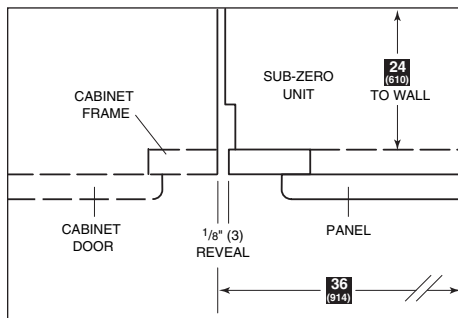 24
(610)
TO WALL
SUB-ZERO
UNIT
CABINET
FRAME
CABINET
DOOR
1/8" (3)
REVEAL
PANEL
36
(914)